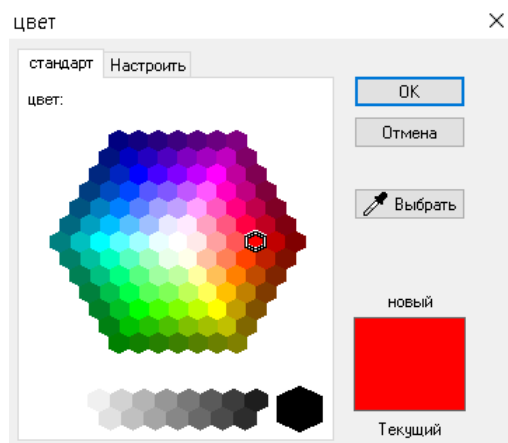 цвет
стандарт Настроить
цвет:
OK
Отмена
Выбрать
новый
Текущий